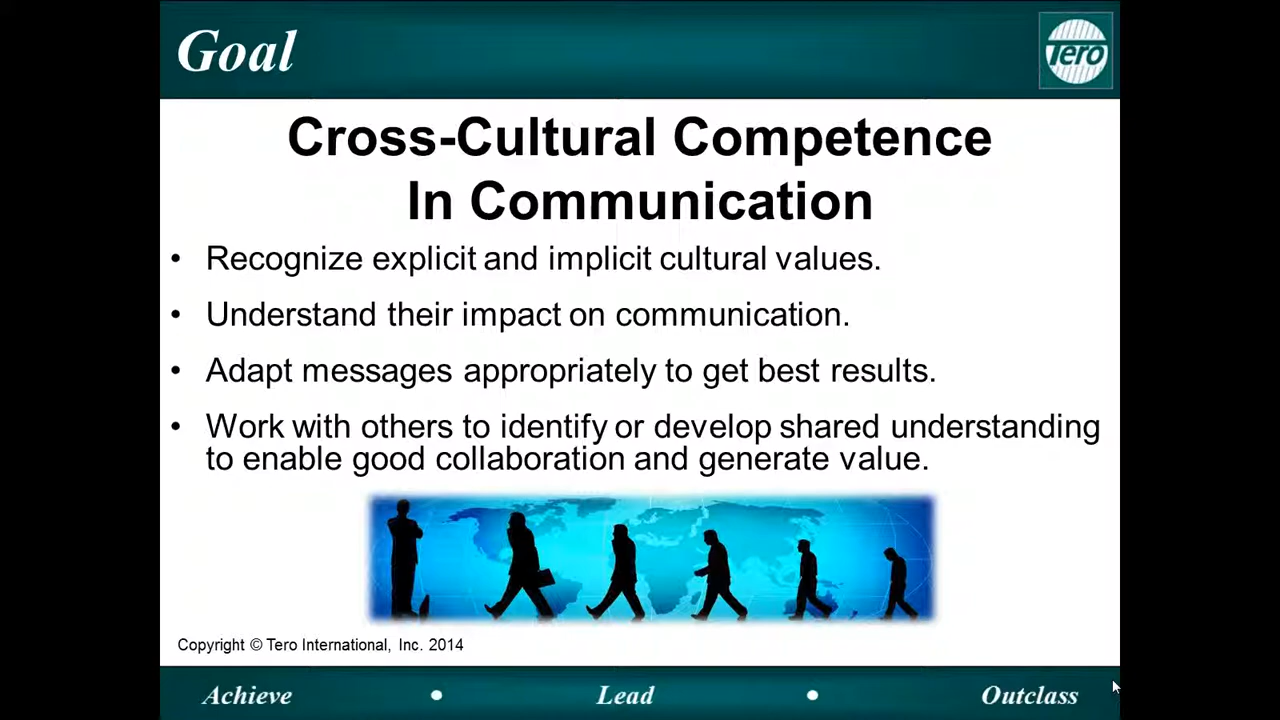 Goal
Tero
Cross-Cultural Competence
In Communication
• Recognize explicit and implicit cultural values.
• Understand their impact on communication.
• Adapt messages appropriately to get best results.
• Work with others to identify or develop shared understanding
to enable good collaboration and generate value.
Copyright © Tero International, Inc. 2014
Achieve • Lead • Outclass